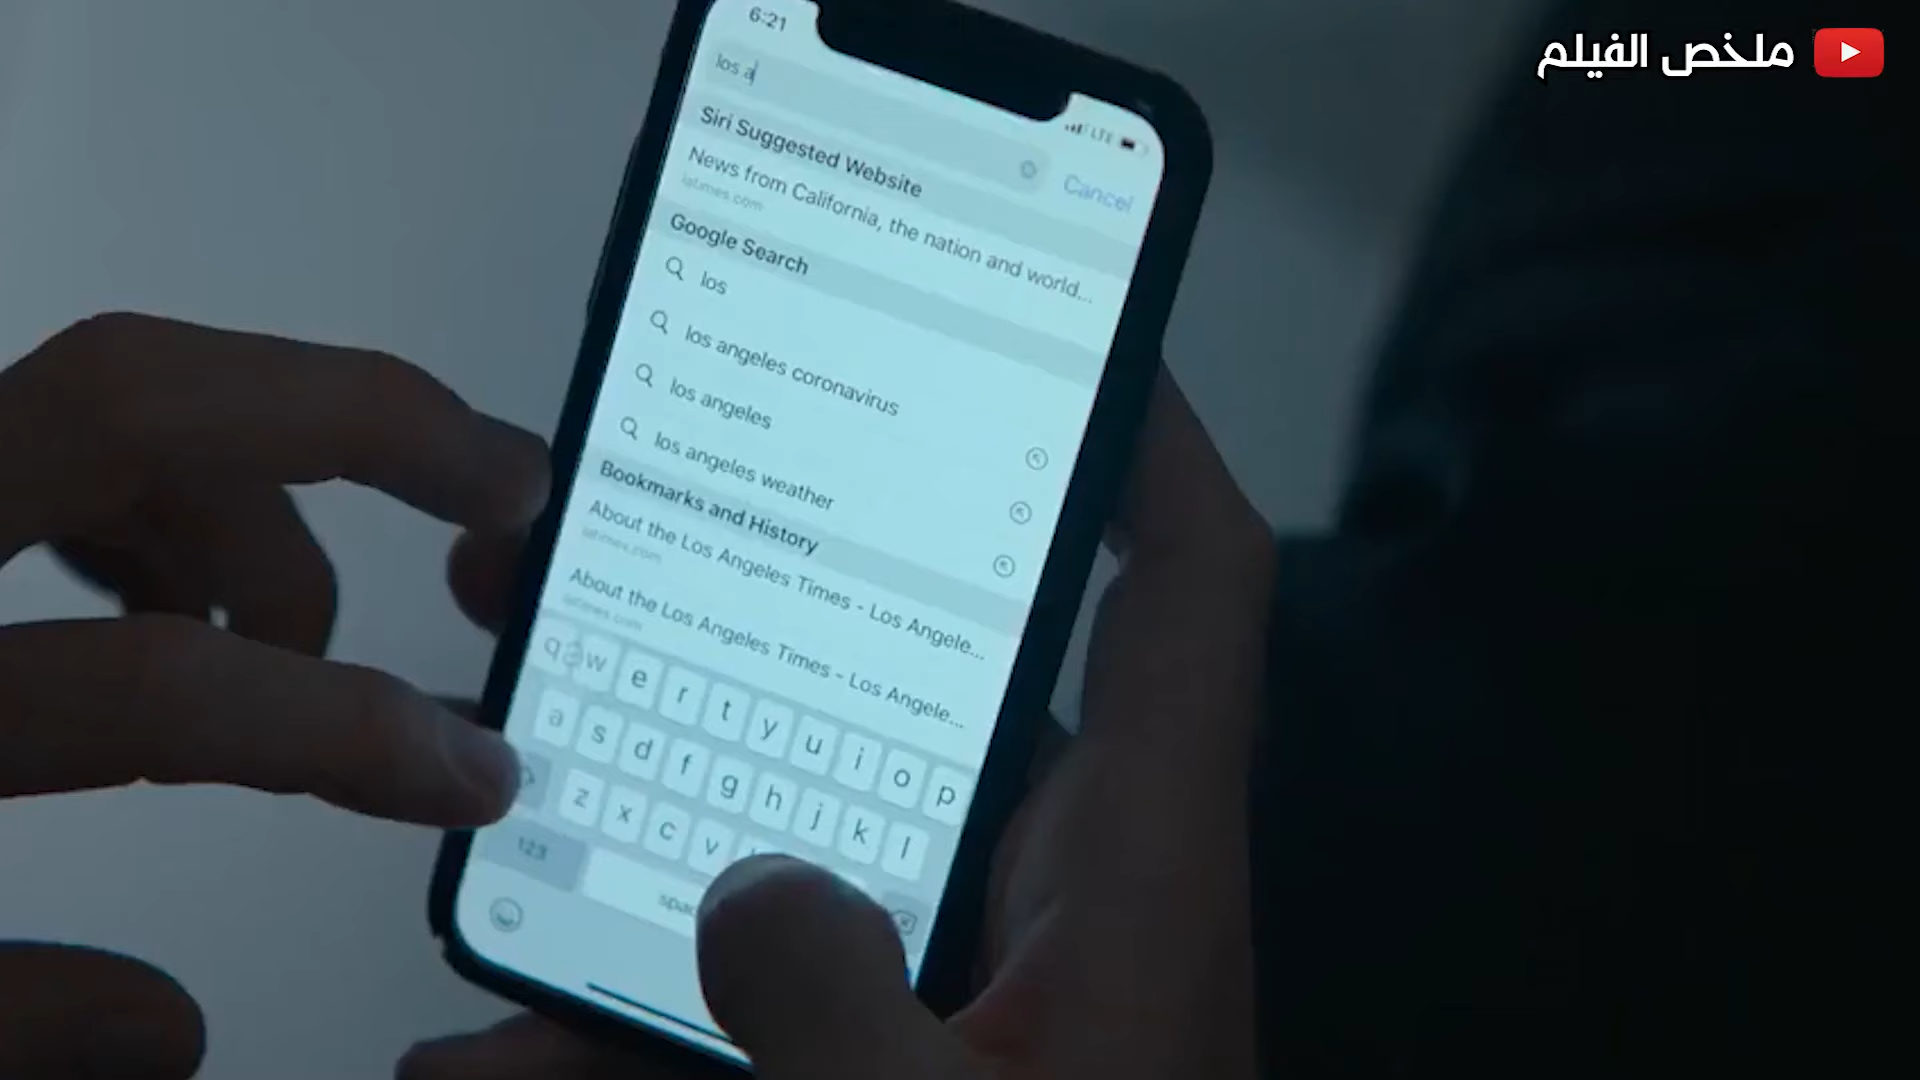 ملخص الفيلم
6:21
LTE
los a
Cancel
Siri Suggested Website
News from California, the nation and world...
latimes.com
Google Search
los
los angeles coronavirus
los angeles
los angeles weather
Bookmarks and History
About the Los Angeles Times - Los Angele...
latimes.com
About the Los Angeles Times - Los Angele...
latimes.com
q w e r t y u i o p
a s d f g h j k l
z x c v
123